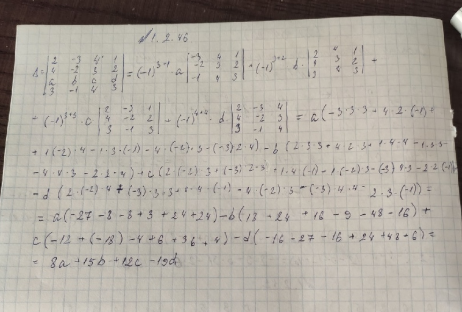 №1.2.46
Δ = | 2 -3 4 1 | | 4 -2 3 2 | | a b c d | | 3 -1 4 3 | = (-1)³⁺¹ · a | -3 4 1 | | -2 3 2 | | -1 4 3 | + (-1)³⁺² · b · | 2 4 1 | | 4 3 2 | | 3 4 3 | +
+ (-1)³⁺³ · c | 2 -3 1 | | 4 -2 2 | | 3 -1 3 | + (-1)⁴⁺⁴ · d | 2 -3 4 | | 4 -2 3 | | 3 -1 4 | = a(-3·3·3 + 4·2·(-1) +
+ 1(-2)·4 - 1·3·(-3) - 4·(-2)·3 - (-3)·2·4) - b(2·3·3 + 4·2·3 + 1·4·4 - 1·3·3 -
- 4·4·3 - 2·2·4) + c(2·(-2)·3 + (-3)·2·3 + 1·4·(-1) - 1·(-2)·3 -
- d(2·(-2)·4 + (-3)·3·3 + 4·4·(-1) - 4·(-2)·3 - (-3)·4·4 - 2·3·(-1)) =
= a(-27 - 8 - 8 + 3 + 24 + 24) - b(18 + 24 + 16 - 9 - 48 - 16) +
c(-12 + (-18) - 4 + 6 + 36 + 4) - d(-16 - 27 - 16 + 24 + 48 + 6) =
= 8a + 15b + 12c - 19d